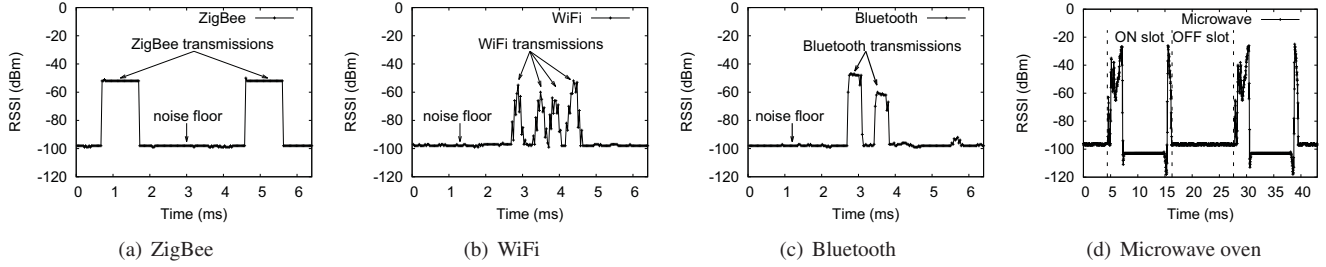 0
-20
-40
-60
-80
-100
-120
RSSI (dBm)
ZigBee
ZigBee transmissions
noise floor
0 1 2 3 4 5 6
Time (ms)
(a) ZigBee
0
-20
-40
-60
-80
-100
-120
RSSI (dBm)
WiFi
WiFi transmissions
noise floor
0 1 2 3 4 5 6
Time (ms)
(b) WiFi
0
-20
-40
-60
-80
-100
-120
RSSI (dBm)
Bluetooth
Bluetooth transmissions
noise floor
0 1 2 3 4 5 6
Time (ms)
(c) Bluetooth
0
-20
-40
-60
-80
-100
-120
RSSI (dBm)
Microwave
ON slot OFF slot
0 5 10 15 20 25 30 35 40
Time (ms)
(d) Microwave oven